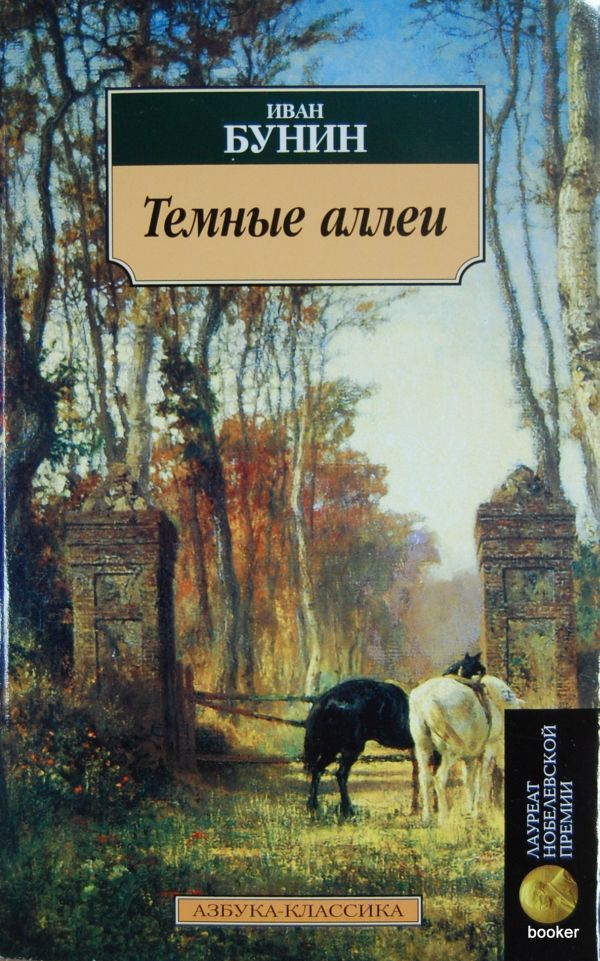 ИВАН
БУНИН
Темные аллеи
ЛАУРЕАТ
НОБЕЛЕВСКОЙ
ПРЕМИИ
АЗБУКА-КЛАССИКА
booker